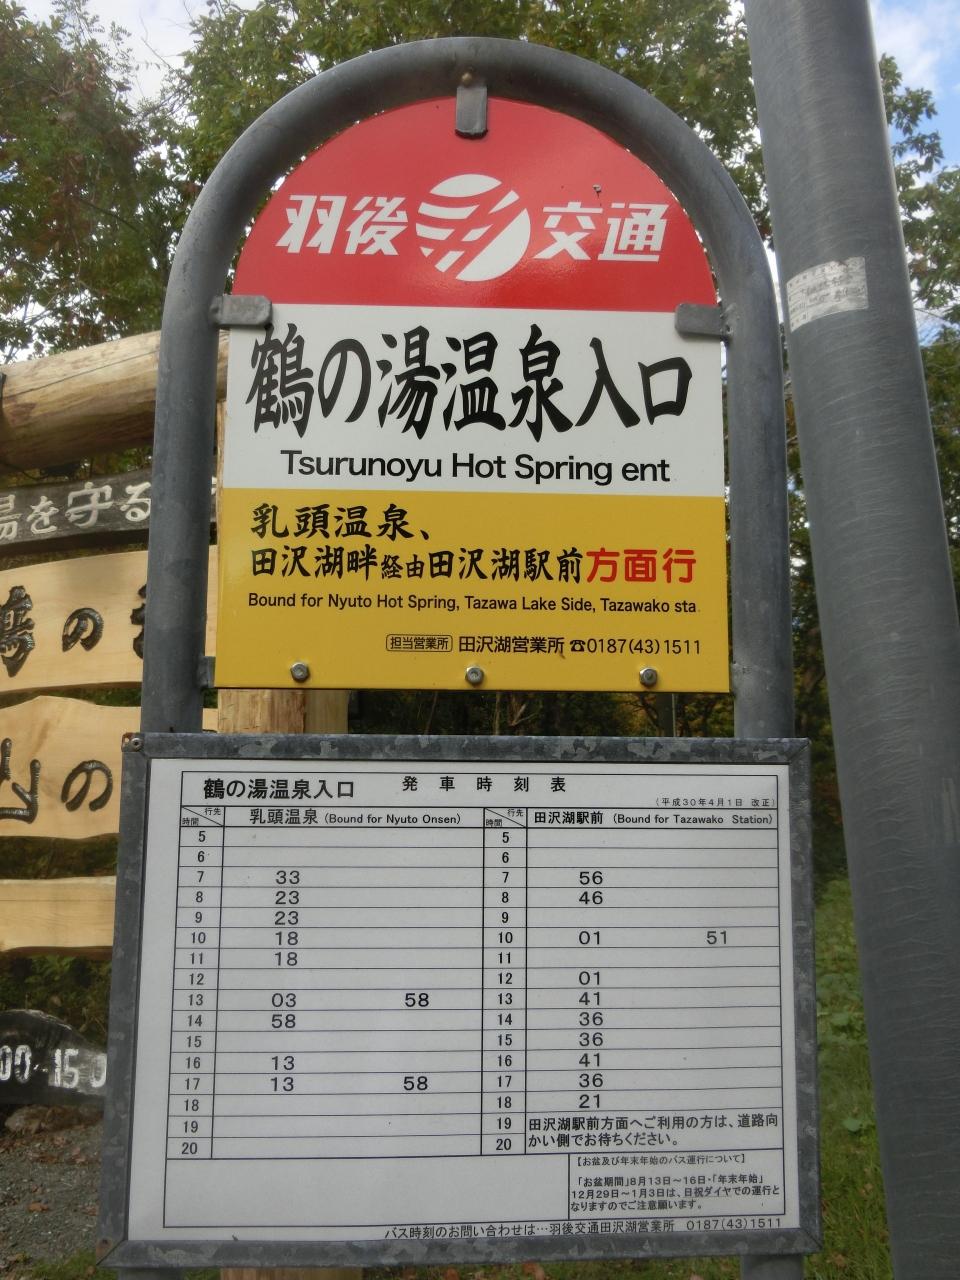 羽後 交通
鶴の湯温泉入口
Tsurunoyu Hot Spring ent
乳頭温泉、
田沢湖畔経由田沢湖駅前方面行
Bound for Nyuto Hot Spring, Tazawa Lake Side, Tazawako sta
担当営業所 田沢湖営業所 ☎0187(43)1511
湯を守る
鶴の
山の
00-15 0
鶴の湯温泉入口 発車時刻表
(平成30年4月1日 改正)
時間 行先 乳頭温泉 (Bound for Nyuto Onsen) 時間 行先 田沢湖駅前 (Bound for Tazawako Station)
5 5
6 6
7 33 7 56
8 23 8 46
9 23 9
10 18 10 01 51
11 18 11
12 12 01
13 03 58 13 41
14 58 14 36
15 15 36
16 13 16 41
17 13 58 17 36
18 18 21
19 19 田沢湖駅前方面へご利用の方は、道路向
20 20 かい側でお待ちください。
【お盆及び年末年始のバス運行について】
「お盆期間」8月13日～16日・「年末年始」
12月29日～1月3日は、日祝ダイヤでの運行と
なりますのでご注意願います。
バス時刻のお問い合わせは…羽後交通田沢湖営業所 0187(43)1511